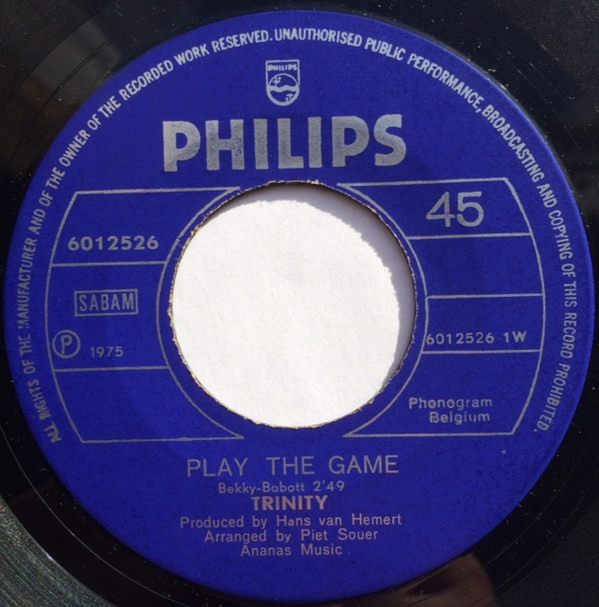 ALL RIGHTS OF THE MANUFACTURER AND OF THE OWNER OF THE RECORDED WORK RESERVED. UNAUTHORISED PUBLIC PERFORMANCE, BROADCASTING AND COPYING OF THIS RECORD PROHIBITED.
PHILIPS
PHILIPS
45
6012526
SABAM
P 1975
6012526 1W
Phonogram
Belgium
PLAY THE GAME
Bekky-Bobott 2'49
TRINITY
Produced by Hans van Hemert
Arranged by Piet Souer
Ananas Music